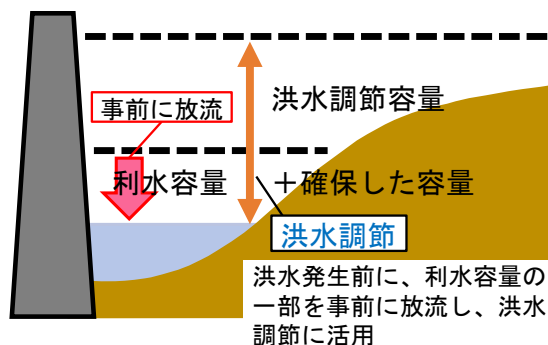 事前に放流
洪水調節容量
利水容量
+確保した容量
洪水調節
洪水発生前に、利水容量の
一部を事前に放流し、洪水
調節に活用